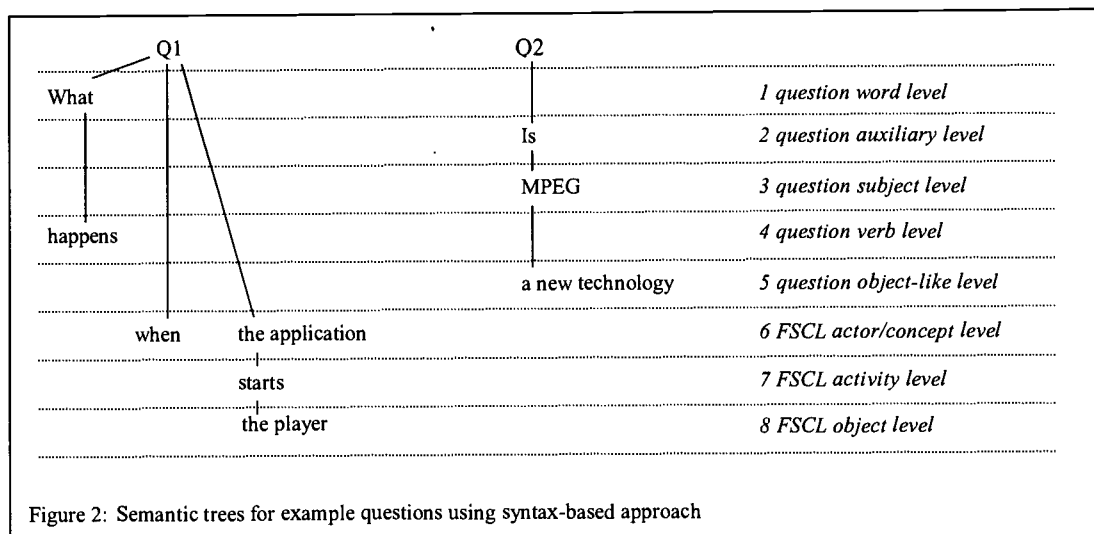 Q1 Q2
What 1 question word level
Is 2 question auxiliary level
MPEG 3 question subject level
happens 4 question verb level
a new technology 5 question object-like level
when the application 6 FSCL actor/concept level
starts 7 FSCL activity level
the player 8 FSCL object level
Figure 2: Semantic trees for example questions using syntax-based approach